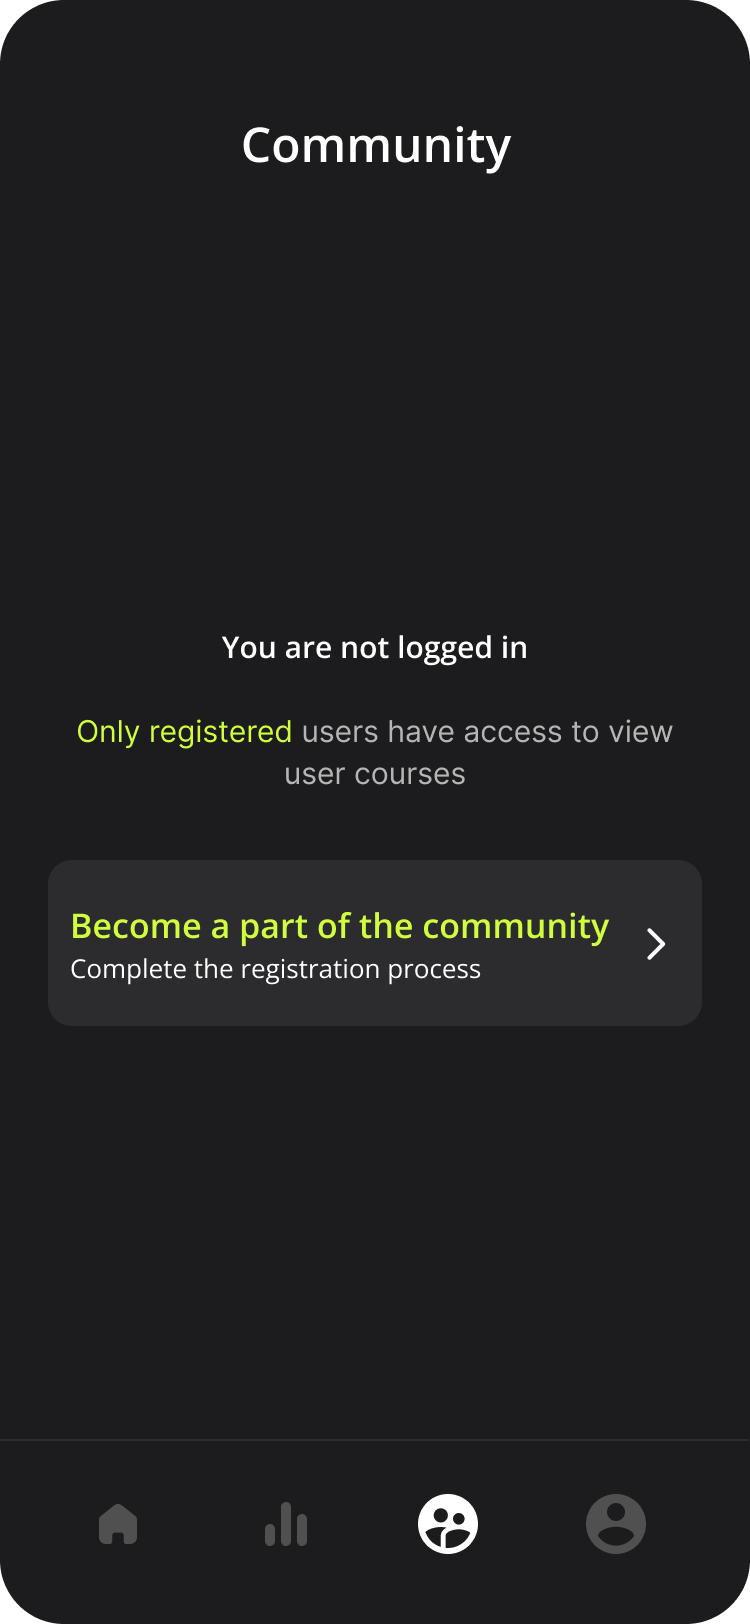 Community
You are not logged in
Only registered users have access to view
user courses
Become a part of the community
Complete the registration process